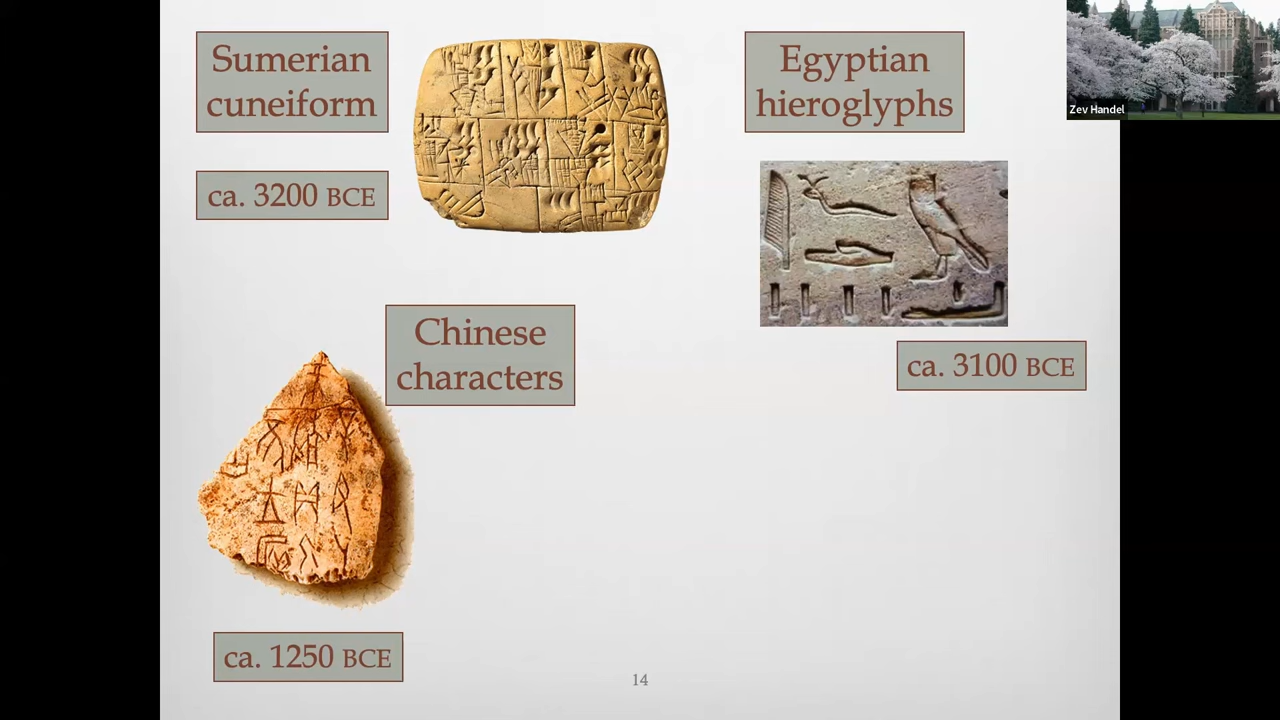 Sumerian
cuneiform
ca. 3200 BCE
Egyptian
hieroglyphs
ca. 3100 BCE
Chinese
characters
ca. 1250 BCE
14
Zev Handel